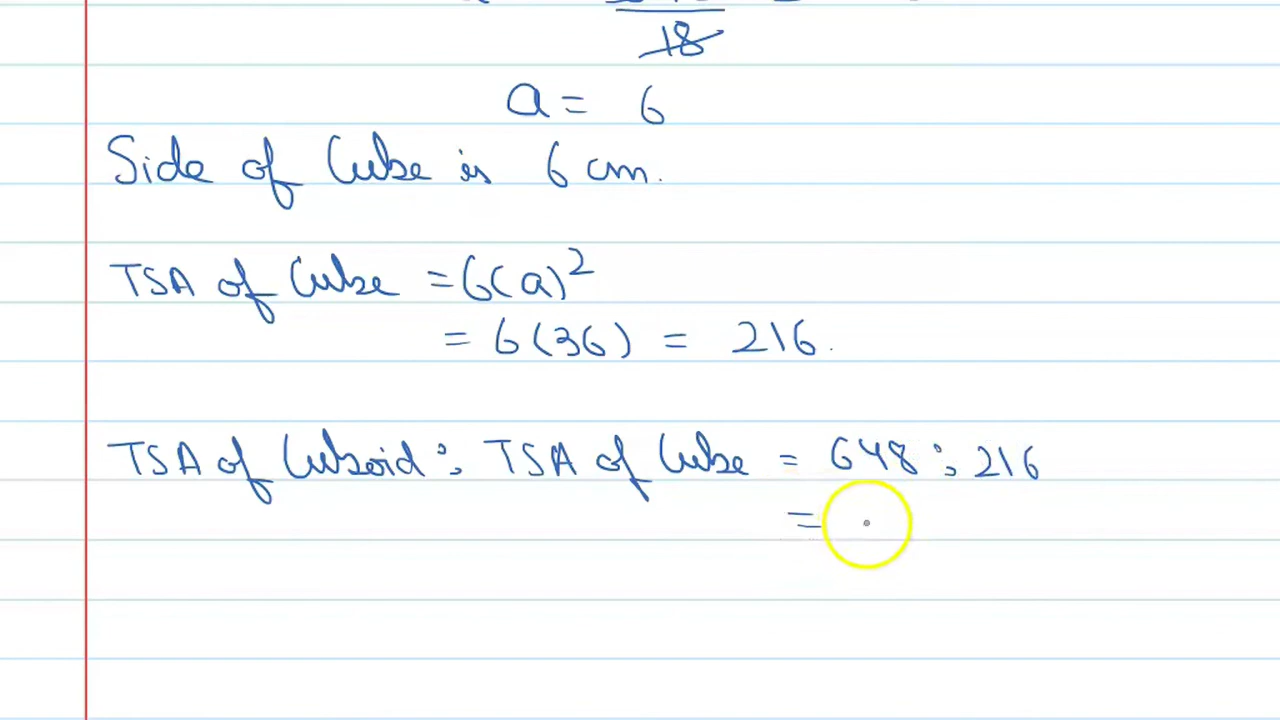 18
a = 6
Side of Cube is 6 cm.
TSA of Cube = 6(a)²
= 6(36) = 216.
TSA of Cuboid : TSA of Cube = 648 : 216
=